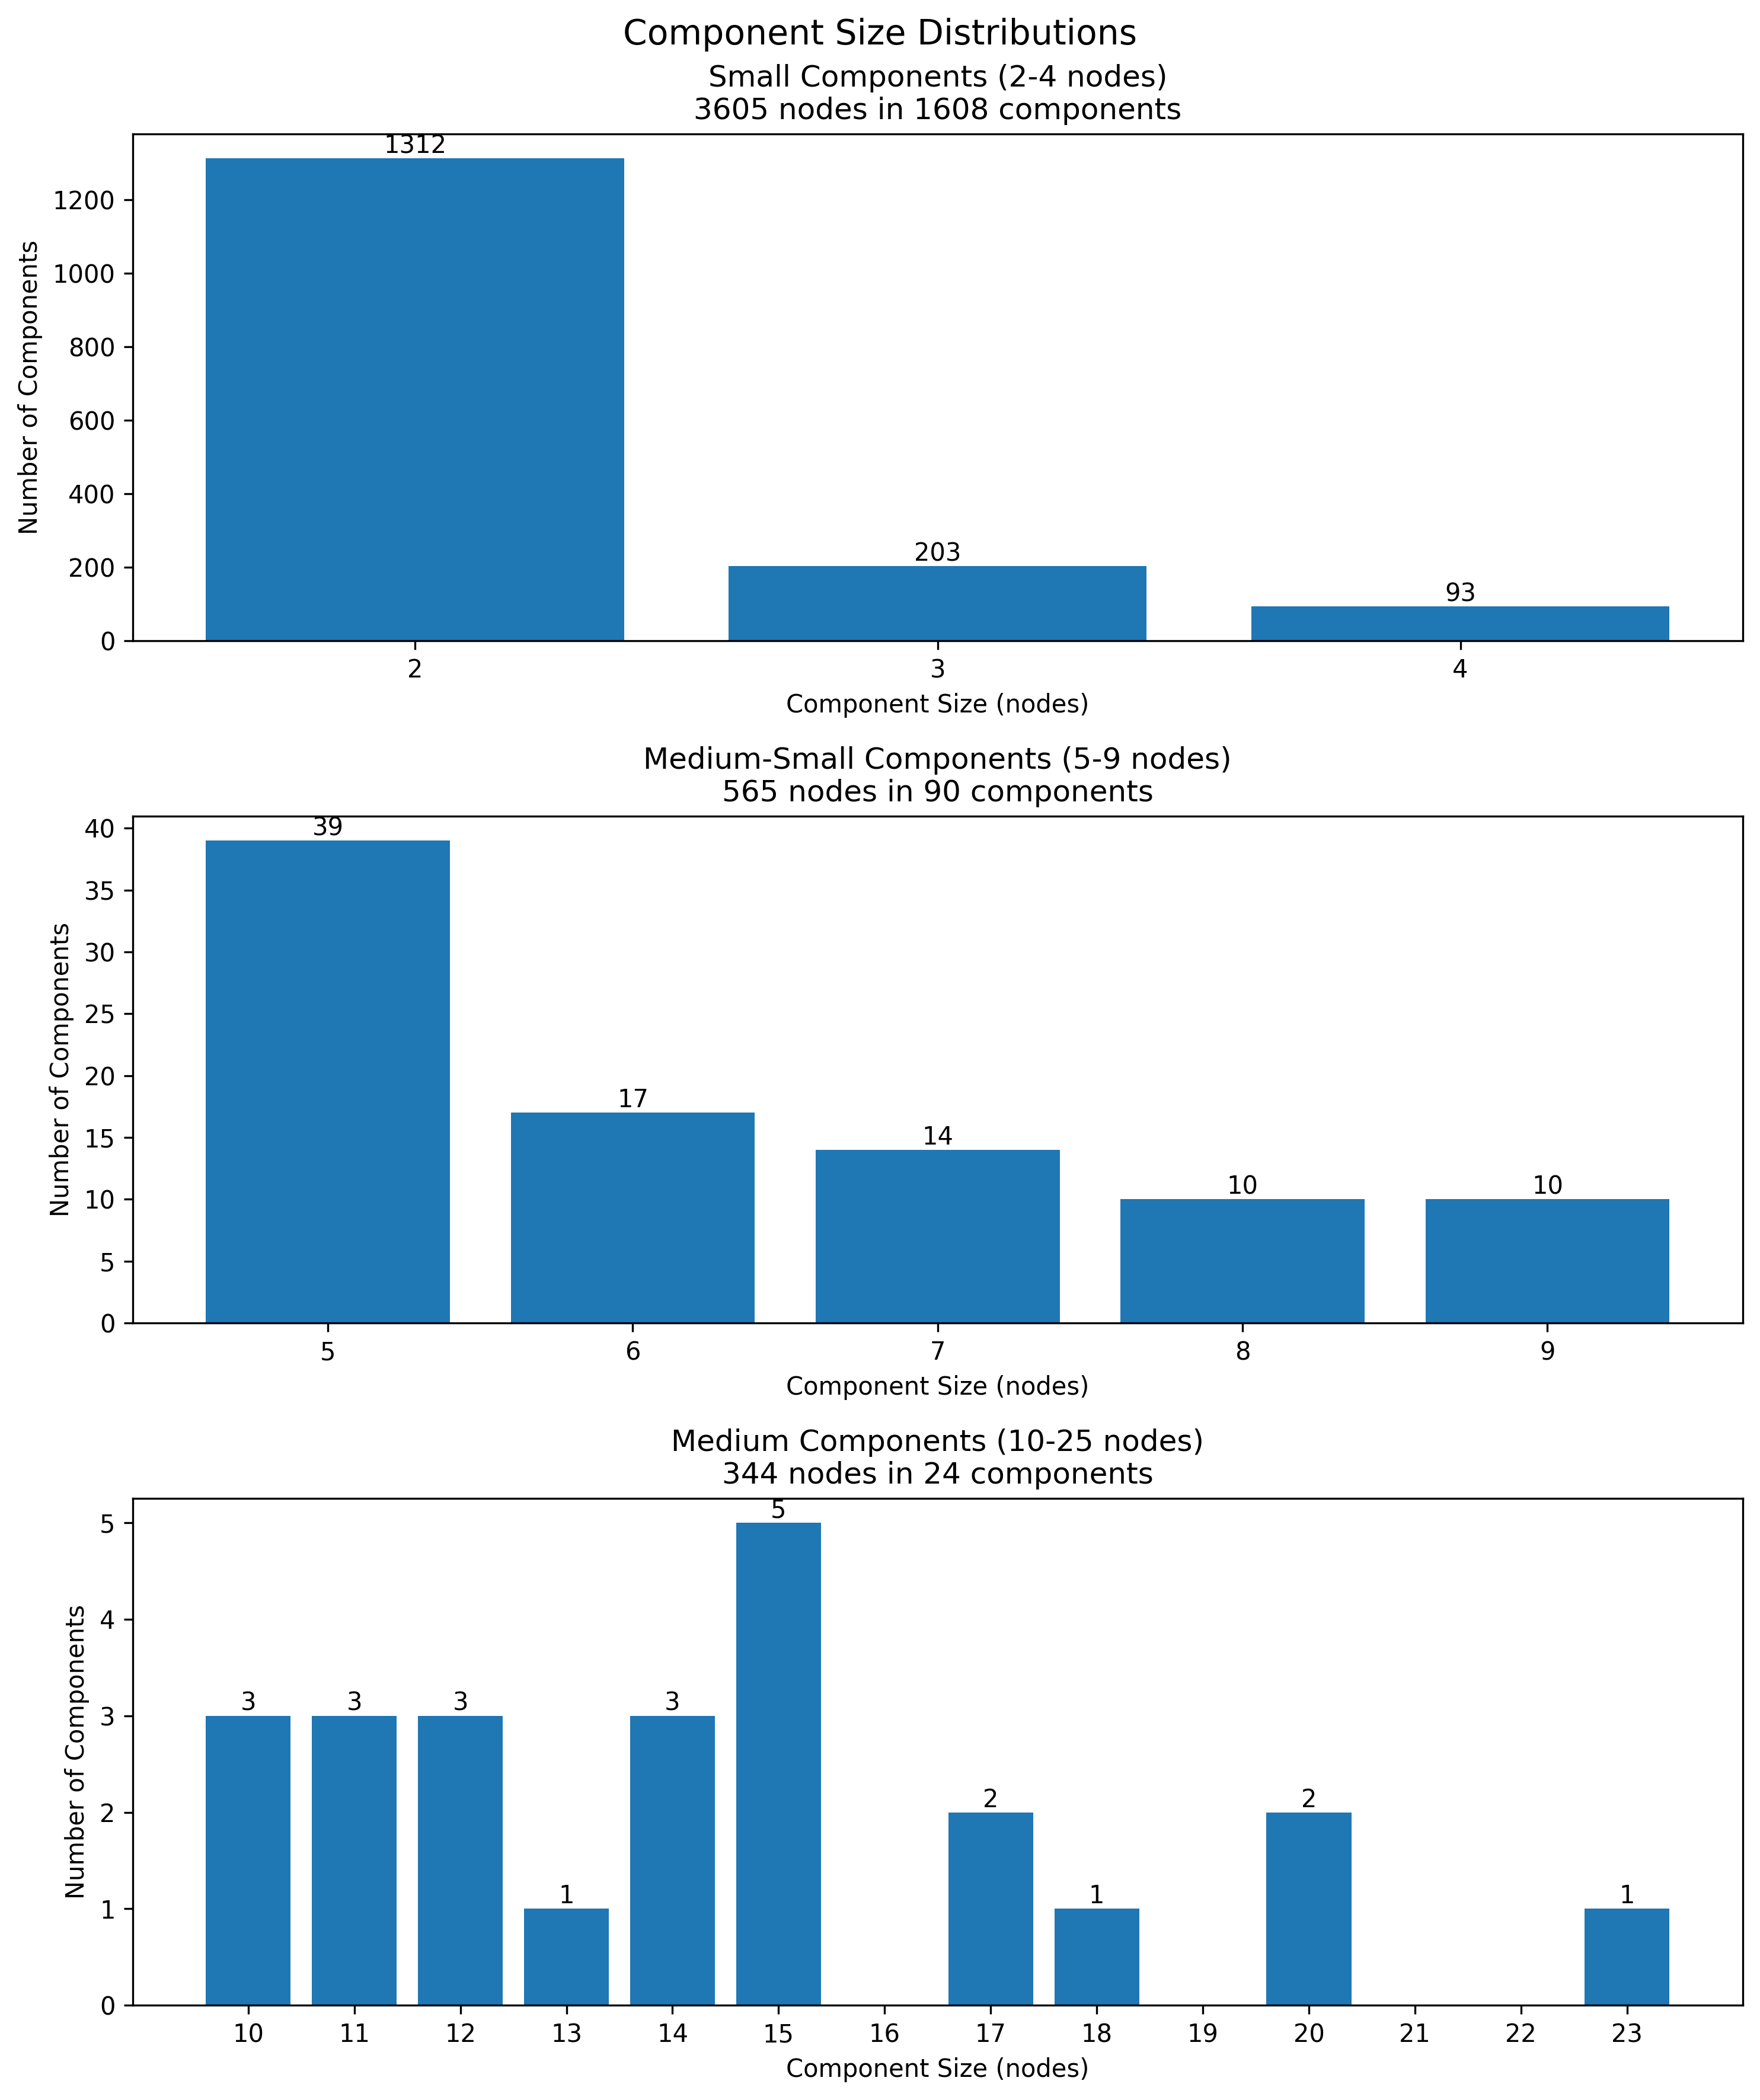 Component Size Distributions
Small Components (2-4 nodes)
3605 nodes in 1608 components
Number of Components
1200
1000
800
600
400
200
0
1312
203
93
2 3 4
Component Size (nodes)
Medium-Small Components (5-9 nodes)
565 nodes in 90 components
Number of Components
40
35
30
25
20
15
10
5
0
39
17
14
10
10
5 6 7 8 9
Component Size (nodes)
Medium Components (10-25 nodes)
344 nodes in 24 components
Number of Components
5
4
3
2
1
0
3
3
3
1
3
5
2
1
2
1
10 11 12 13 14 15 16 17 18 19 20 21 22 23
Component Size (nodes)